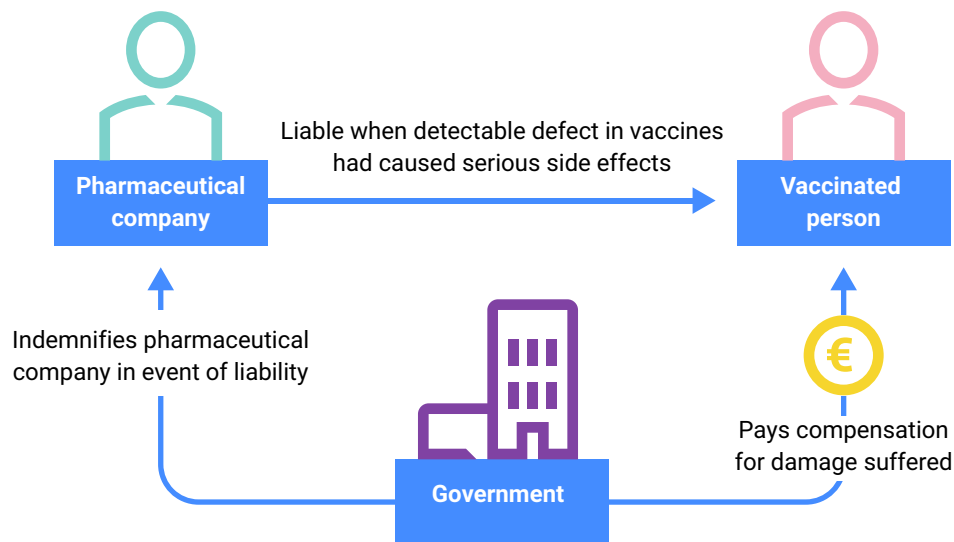 Liable when detectable defect in vaccines
had caused serious side effects
Pharmaceutical
company
Vaccinated
person
Indemnifies pharmaceutical
company in event of liability
€
Pays compensation
for damage suffered
Government